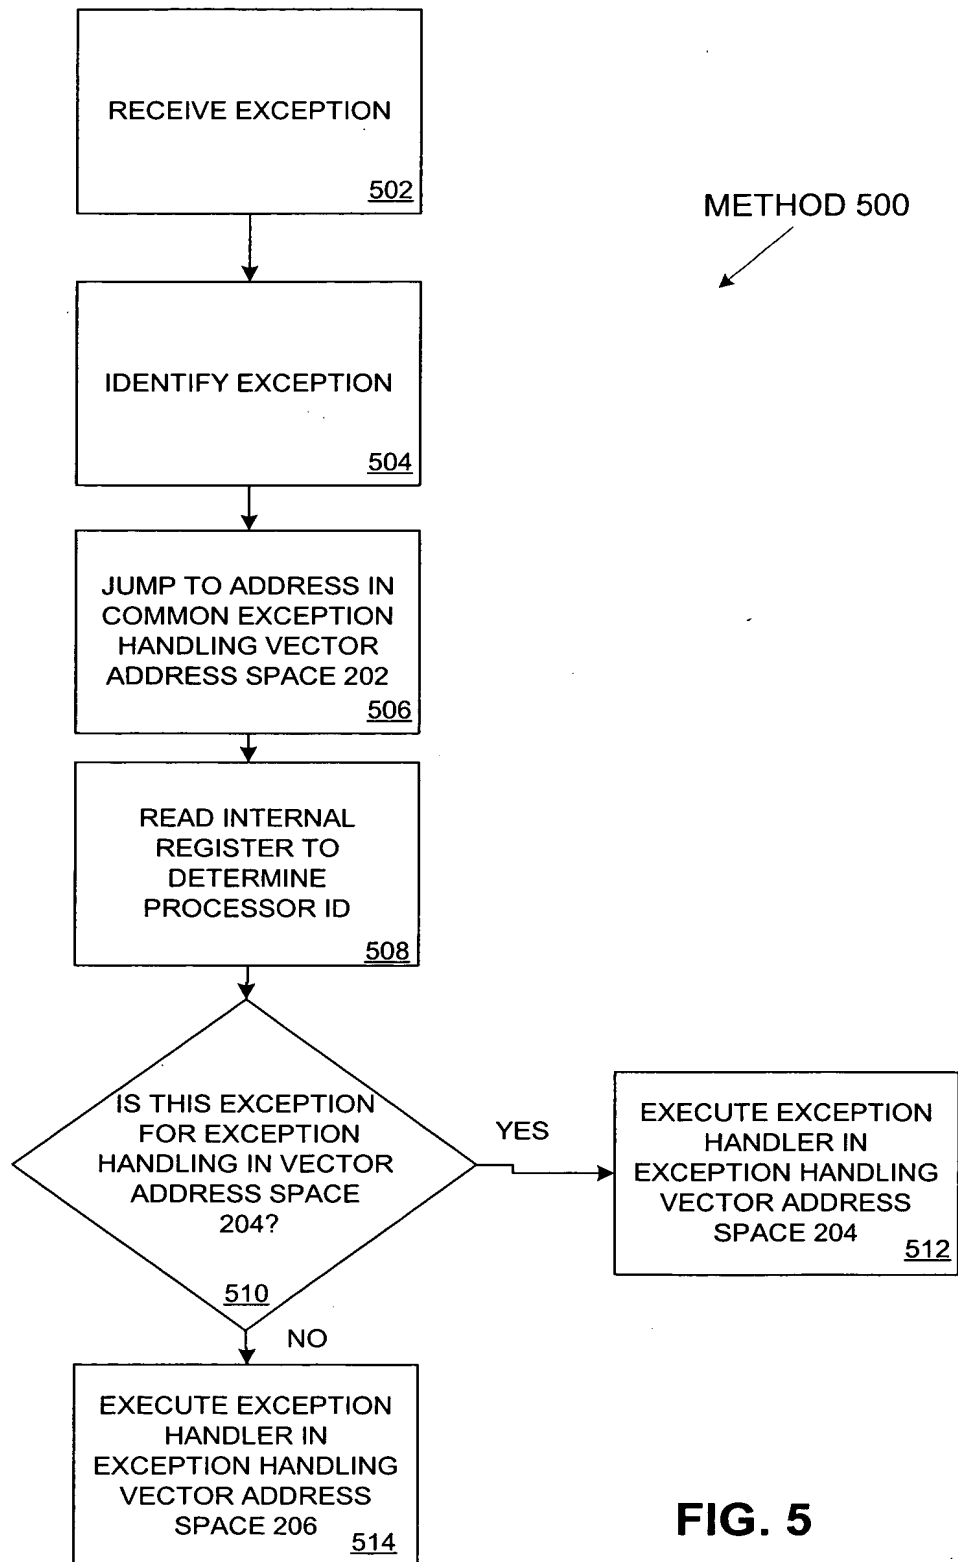 RECEIVE EXCEPTION
502
METHOD 500
IDENTIFY EXCEPTION
504
JUMP TO ADDRESS IN
COMMON EXCEPTION
HANDLING VECTOR
ADDRESS SPACE 202
506
READ INTERNAL
REGISTER TO
DETERMINE
PROCESSOR ID
508
IS THIS EXCEPTION
FOR EXCEPTION
HANDLING IN VECTOR
ADDRESS SPACE
204?
510
YES
EXECUTE EXCEPTION
HANDLER IN
EXCEPTION HANDLING
VECTOR ADDRESS
SPACE 204
512
NO
EXECUTE EXCEPTION
HANDLER IN
EXCEPTION HANDLING
VECTOR ADDRESS
SPACE 206
514
FIG. 5